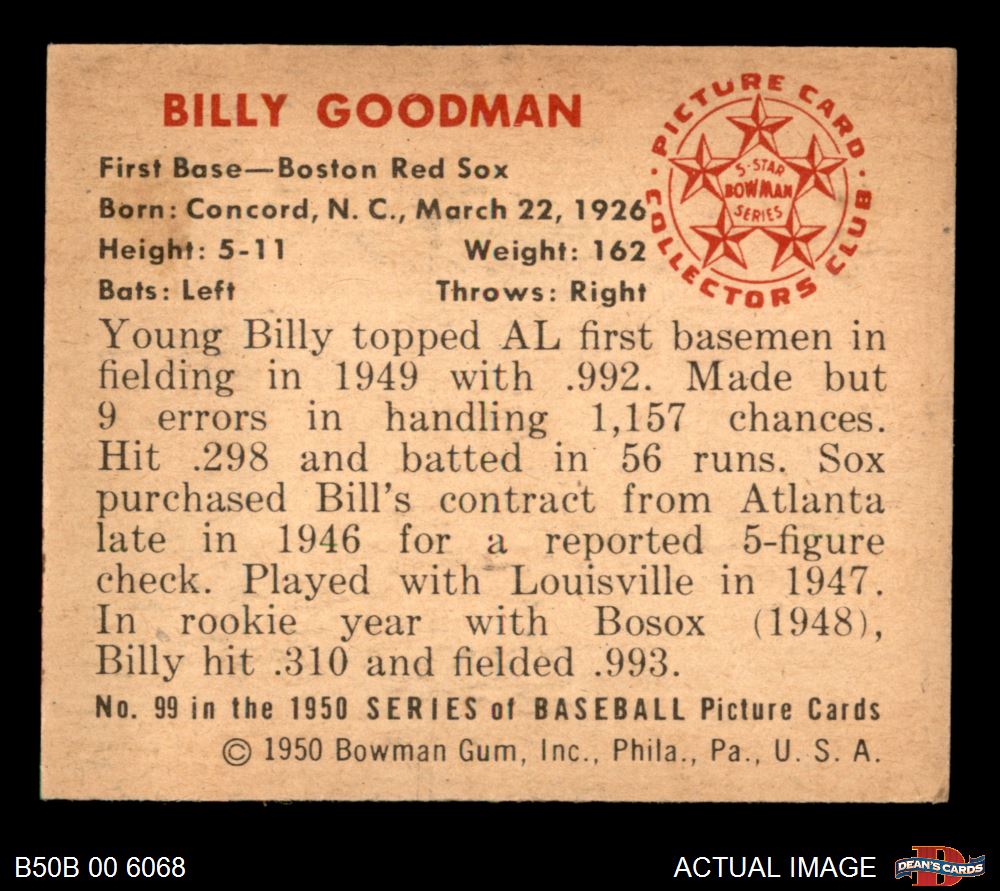 BILLY GOODMAN
First Base—Boston Red Sox
Born: Concord, N. C., March 22, 1926
Height: 5-11 Weight: 162
Bats: Left Throws: Right
PICTURE CARD
COLLECTORS CLUB
5-STAR
BOWMAN
SERIES
Young Billy topped AL first basemen in
fielding in 1949 with .992. Made but
9 errors in handling 1,157 chances.
Hit .298 and batted in 56 runs. Sox
purchased Bill's contract from Atlanta
late in 1946 for a reported 5-figure
check. Played with Louisville in 1947.
In rookie year with Bosox (1948),
Billy hit .310 and fielded .993.
No. 99 in the 1950 SERIES of BASEBALL Picture Cards
© 1950 Bowman Gum, Inc., Phila., Pa., U. S. A.
B50B 00 6068
ACTUAL IMAGE
DEAN'S CARDS